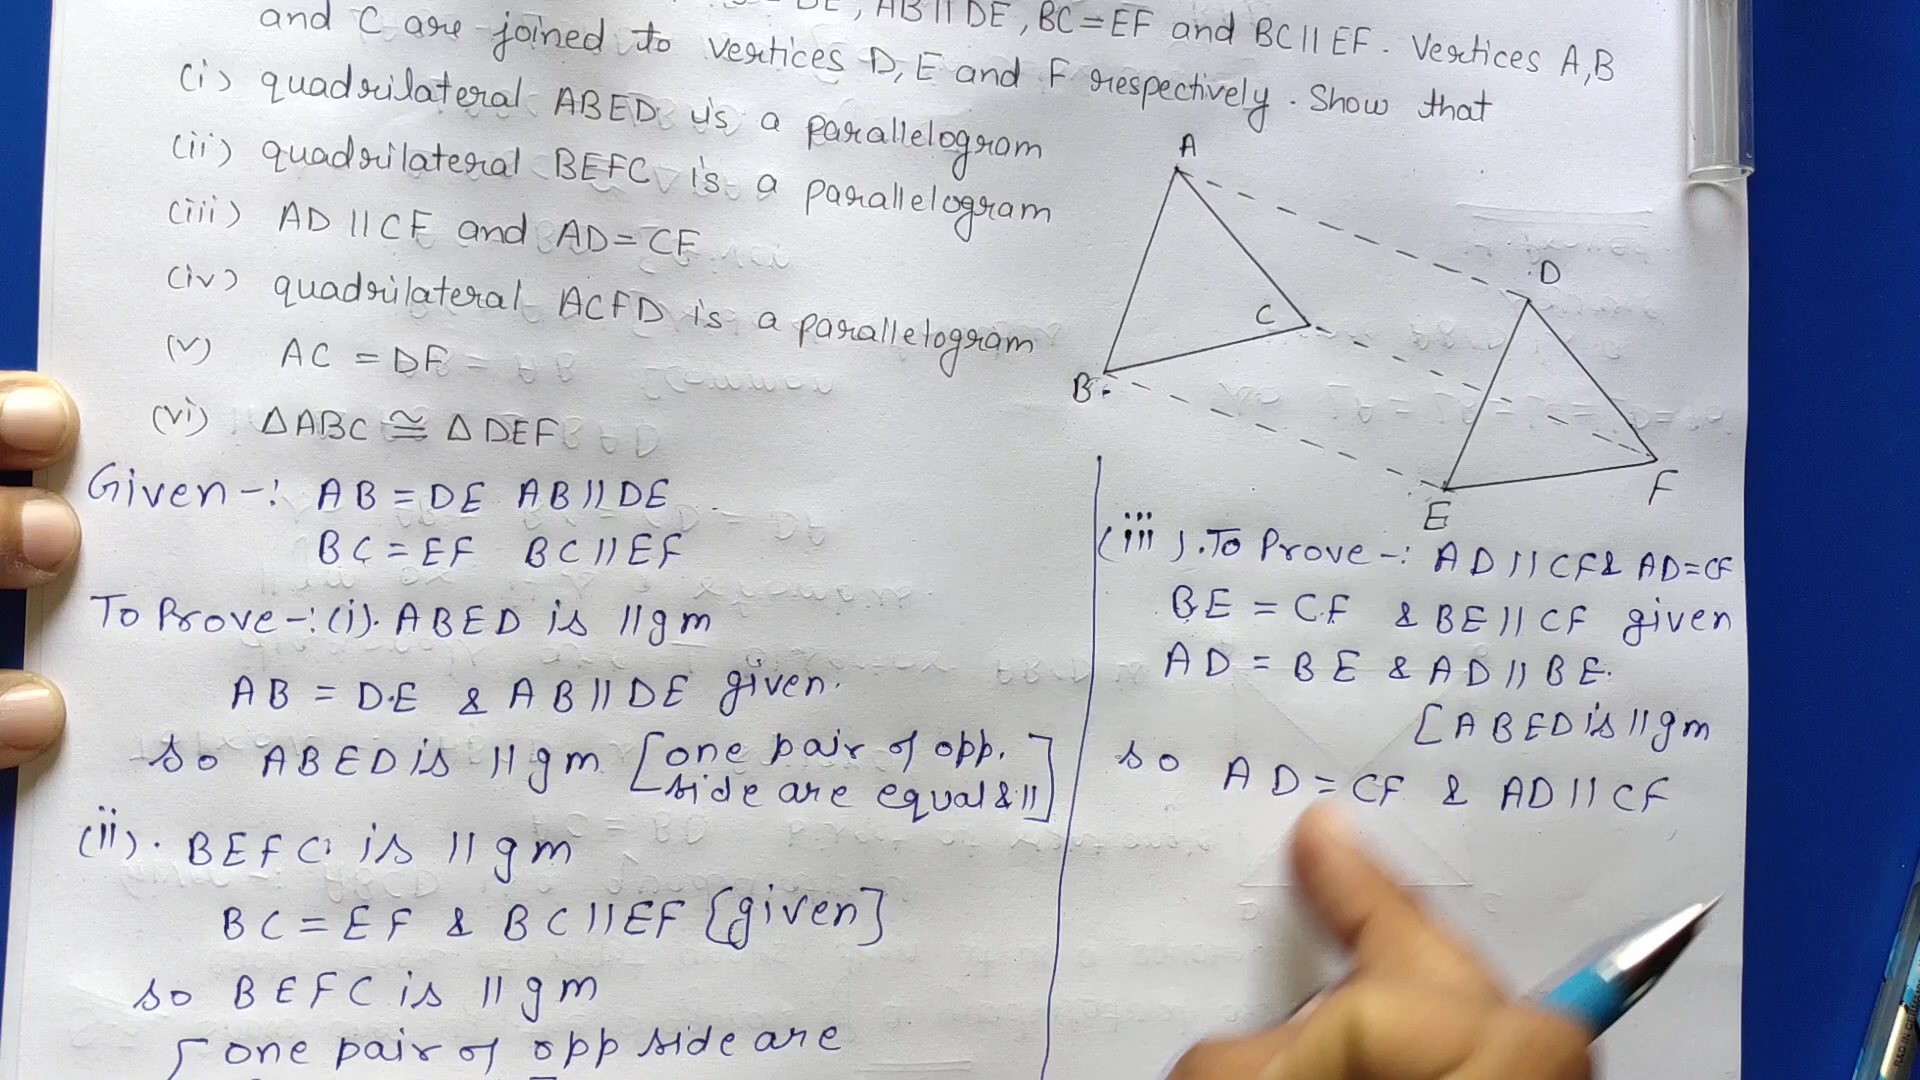 = DE, AB || DE, BC = EF and BC || EF. Vertices A, B
and C are joined to vertices D, E and F respectively. Show that
(i) quadrilateral ABED is a parallelogram
(ii) quadrilateral BEFC is a parallelogram
(iii) AD || CF and AD = CF
(iv) quadrilateral ACFD is a parallelogram
(v) AC = DF
(vi) △ABC ≅ △DEF
A
D
C
B
E
F
Given-: AB = DE AB || DE
BC = EF BC || EF
To Prove-: (i). ABED is ||gm
AB = DE & AB || DE given.
so ABED is ||gm [one pair of opp.
side are equal & ||]
(ii). BEFC is ||gm
BC = EF & BC || EF [given]
so BEFC is ||gm
[one pair of opp side are
(iii). To Prove-: AD || CF & AD = CF
BE = CF & BE || CF given
AD = BE & AD || BE.
[ABED is ||gm
so AD = CF & AD || CF